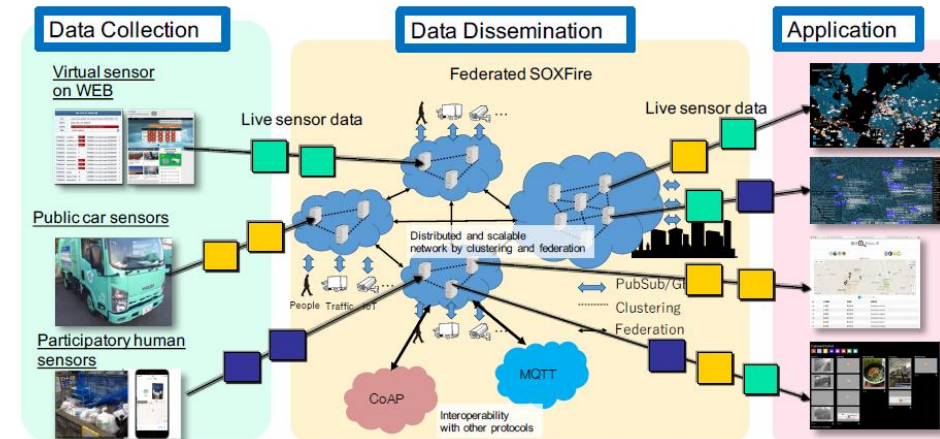 Data Collection
Data Dissemination
Application
Virtual sensor
on WEB
Federated SOXFire
Live sensor data
Live sensor data
Public car sensors
Distributed and scalable
network by clustering and federation
People
Traffic
IoT
PubSub/
Clustering
Federation
Participatory human
sensors
CoAP
MQTT
Interoperability
with other protocols